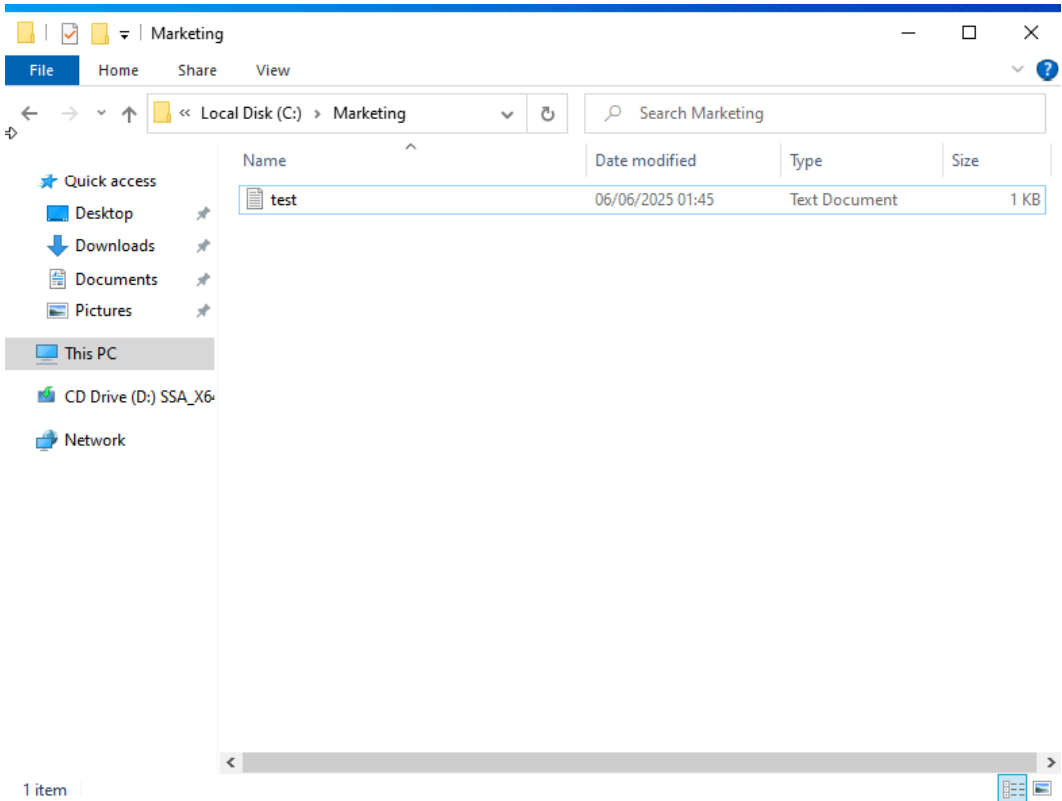 Marketing
File Home Share View
« Local Disk (C:) › Marketing Search Marketing
Name Date modified Type Size
Quick access
test 06/06/2025 01:45 Text Document 1 KB
Desktop
Downloads
Documents
Pictures
This PC
CD Drive (D:) SSA_X6
Network
1 item